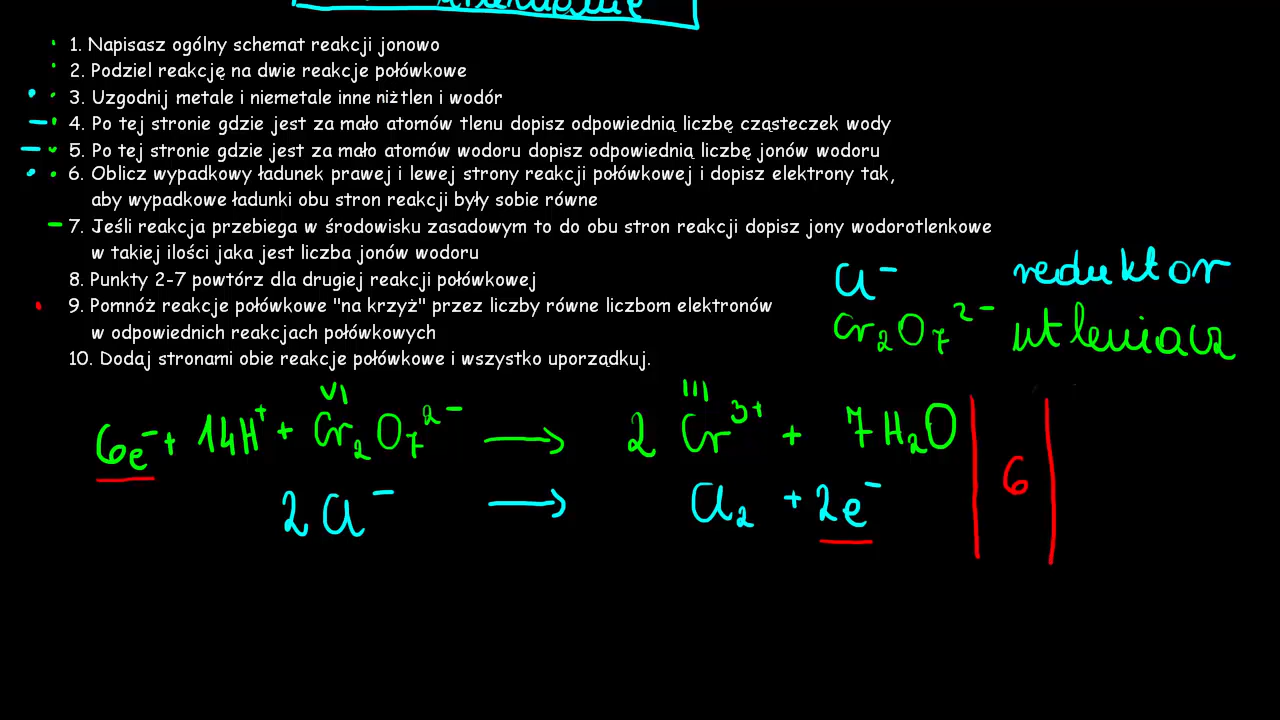 1. Napisasz ogólny schemat reakcji jonowo
2. Podziel reakcję na dwie reakcje połówkowe
3. Uzgodnij metale i niemetale inne niż tlen i wodór
4. Po tej stronie gdzie jest za mało atomów tlenu dopisz odpowiednią liczbę cząsteczek wody
5. Po tej stronie gdzie jest za mało atomów wodoru dopisz odpowiednią liczbę jonów wodoru
6. Oblicz wypadkowy ładunek prawej i lewej strony reakcji połówkowej i dopisz elektrony tak,
aby wypadkowe ładunki obu stron reakcji były sobie równe
7. Jeśli reakcja przebiega w środowisku zasadowym to do obu stron reakcji dopisz jony wodorotlenkowe
w takiej ilości jaka jest liczba jonów wodoru
8. Punkty 2-7 powtórz dla drugiej reakcji połówkowej
9. Pomnóż reakcje połówkowe "na krzyż" przez liczby równe liczbom elektronów
w odpowiednich reakcjach połówkowych
10. Dodaj stronami obie reakcje połówkowe i wszystko uporządkuj.
Cl⁻ reduktor
Cr₂O₇²⁻ utleniacz
VI III
6e⁻ + 14H⁺ + Cr₂O₇²⁻ → 2 Cr³⁺ + 7H₂O
6
2Cl⁻ → Cl₂ + 2e⁻